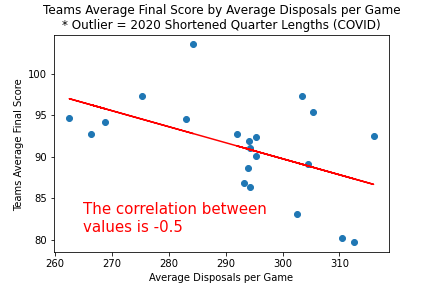 Teams Average Final Score by Average Disposals per Game
* Outlier = 2020 Shortened Quarter Lengths (COVID)
Teams Average Final Score
100
95
90
85
80
The correlation between
values is -0.5
260
270
280
290
300
310
Average Disposals per Game